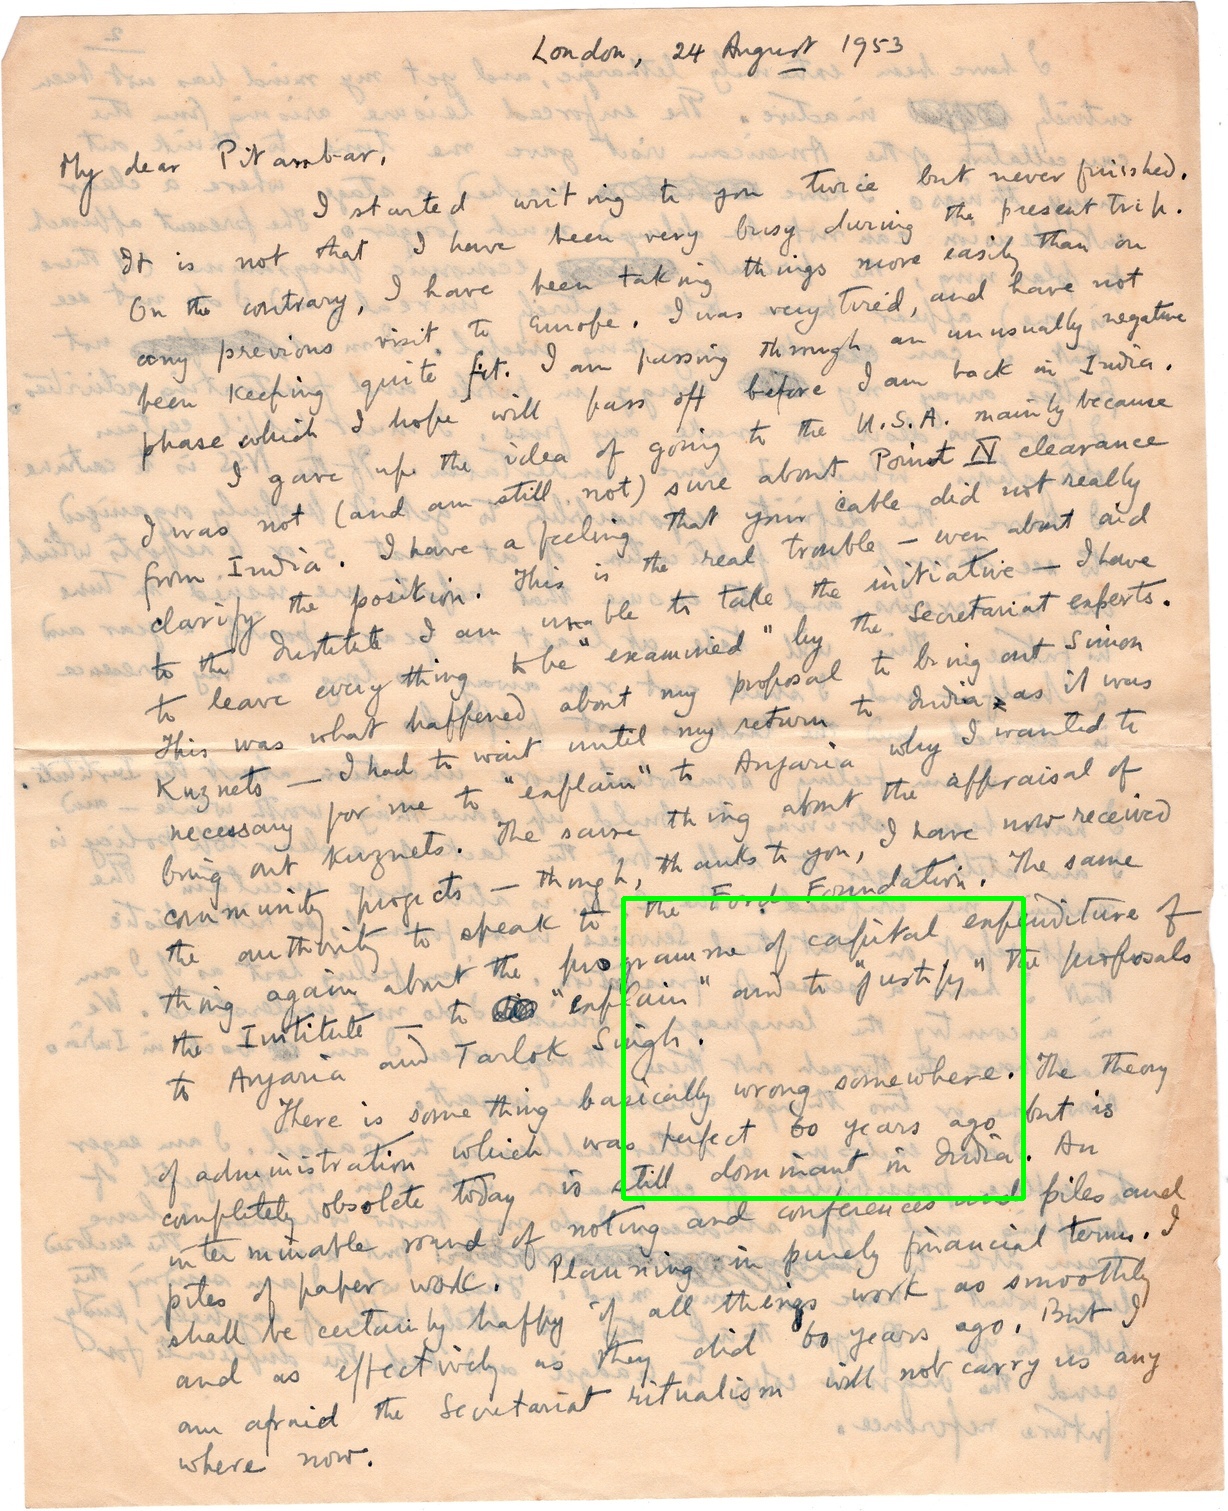 London, 24 August 1953
My dear Pitambar,
I started writing to you twice but never finished.
It is not that I have been very busy during the present trip.
On the contrary, I have been taking things more easily than on
any previous visit to Europe. I was very tired, and have not
been keeping quite fit. I am passing through an unusually negative
phase which I hope will pass off before I am back in India.
I gave up the idea of going to the U.S.A. mainly because
I was not (and am still not) sure about Point IV clearance
from India. I have a feeling that your cable did not really
clarify the position. This is the real trouble – even about aid
to the Institute I am unable to take the initiative – I have
to leave every thing to be "examined" by the Secretariat experts.
This was what happened about my proposal to bring out Simon
Kuznets – I had to wait until my return to India, as it was
necessary for me to "explain" to Anjaria why I wanted to
bring out Kuznets. The same thing about the appraisal of
community projects – though, thanks to you, I have now received
the authority to speak to the Ford Foundation. The same
thing again about the programme of capital expenditure of
the Institute – to "explain" and to "justify" the proposals
to Anjaria and Tarlok Singh.
There is some thing basically wrong somewhere. The theory
of administration which was perfect 60 years ago but is
completely obsolete today is still dominant in India. An
interminable round of noting and conferences and piles and
piles of paper work. Planning in purely financial terms. I
shall be certainly happy if all things work as smoothly
and as effectively as they did 60 years ago. But I
am afraid the Secretariat ritualism will not carry us any
where now.